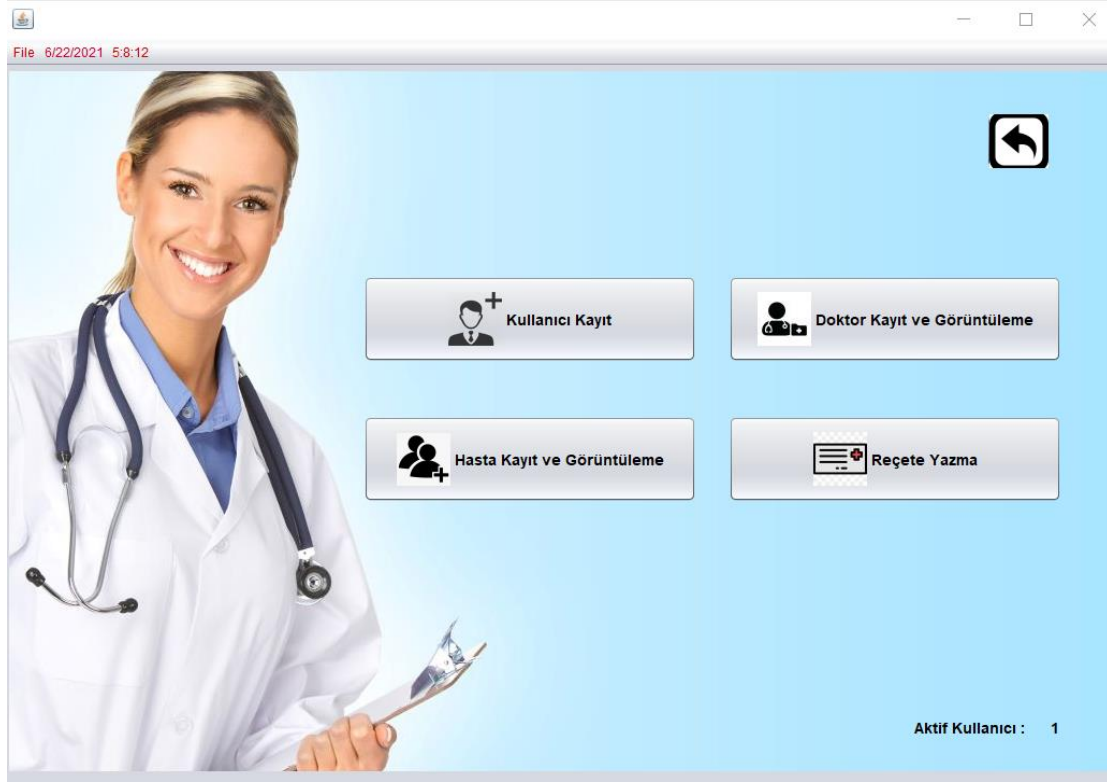 File 6/22/2021 5:8:12
Kullanıcı Kayıt
Doktor Kayıt ve Görüntüleme
Hasta Kayıt ve Görüntüleme
Reçete Yazma
Aktif Kullanıcı : 1